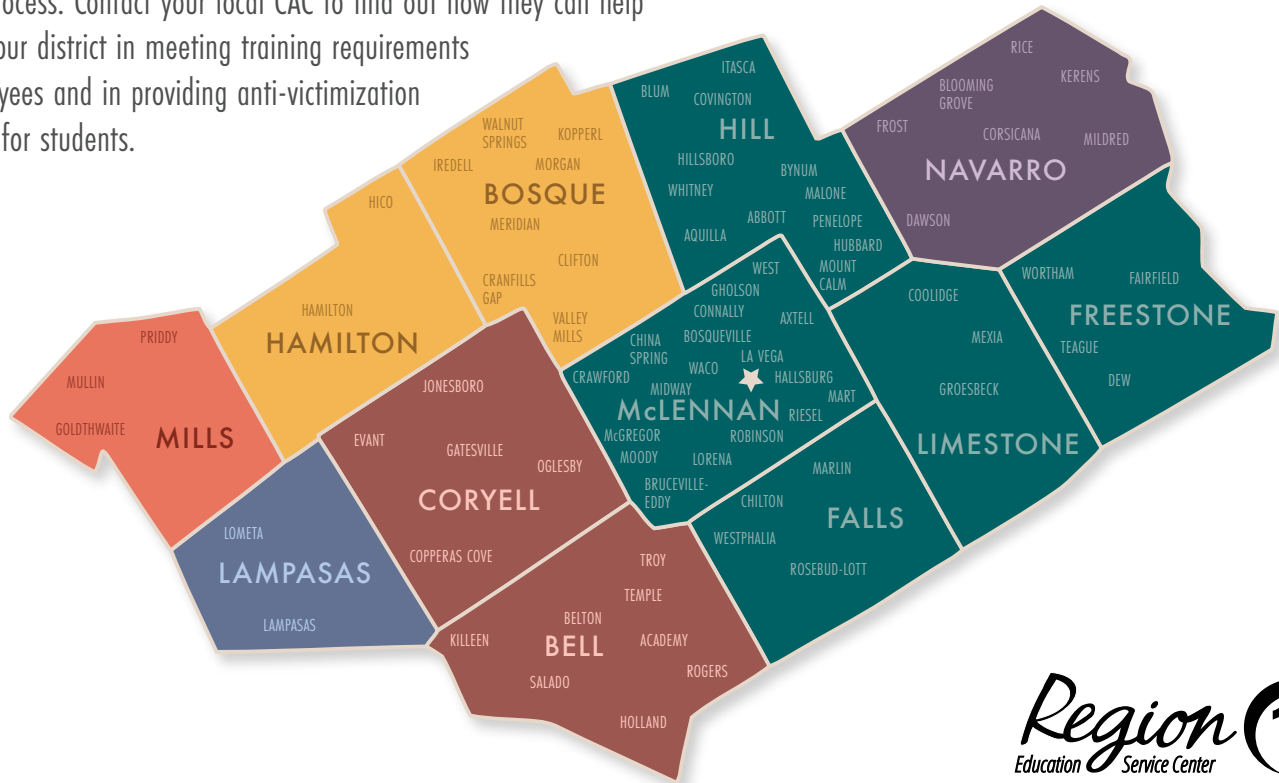 ocess. Contact your local CAC to find out how they can help
our district in meeting training requirements
yees and in providing anti-victimization
for students.
RICE
BLOOMING
GROVE
KERENS
FROST
CORSICANA
MILDRED
NAVARRO
DAWSON
ITASCA
BLUM
COVINGTON
HILL
HILLSBORO
BYNUM
WHITNEY
MALONE
ABBOTT
PENELOPE
AQUILLA
HUBBARD
MOUNT
CALM
WALNUT
SPRINGS
KOPPERL
IREDELL
MORGAN
BOSQUE
MERIDIAN
CLIFTON
CRANFILLS
GAP
VALLEY
MILLS
HICO
HAMILTON
HAMILTON
PRIDDY
MULLIN
GOLDTHWAITE
MILLS
WEST
GHOLSON
CONNALLY
AXTELL
CHINA
SPRING
BOSQUEVILLE
LA VEGA
WACO
CRAWFORD
HALLSBURG
MIDWAY
MART
McLENNAN
RIESEL
McGREGOR
ROBINSON
MOODY
LORENA
BRUCEVILLE-
EDDY
WORTHAM
FAIRFIELD
FREESTONE
TEAGUE
DEW
COOLIDGE
MEXIA
GROESBECK
LIMESTONE
MARLIN
CHILTON
FALLS
WESTPHALIA
ROSEBUD-LOTT
JONESBORO
EVANT
GATESVILLE
OGLESBY
CORYELL
COPPERAS COVE
LOMETA
LAMPASAS
LAMPASAS
TROY
TEMPLE
BELTON
KILLEEN
BELL
ACADEMY
ROGERS
SALADO
HOLLAND
Region
Education Service Center